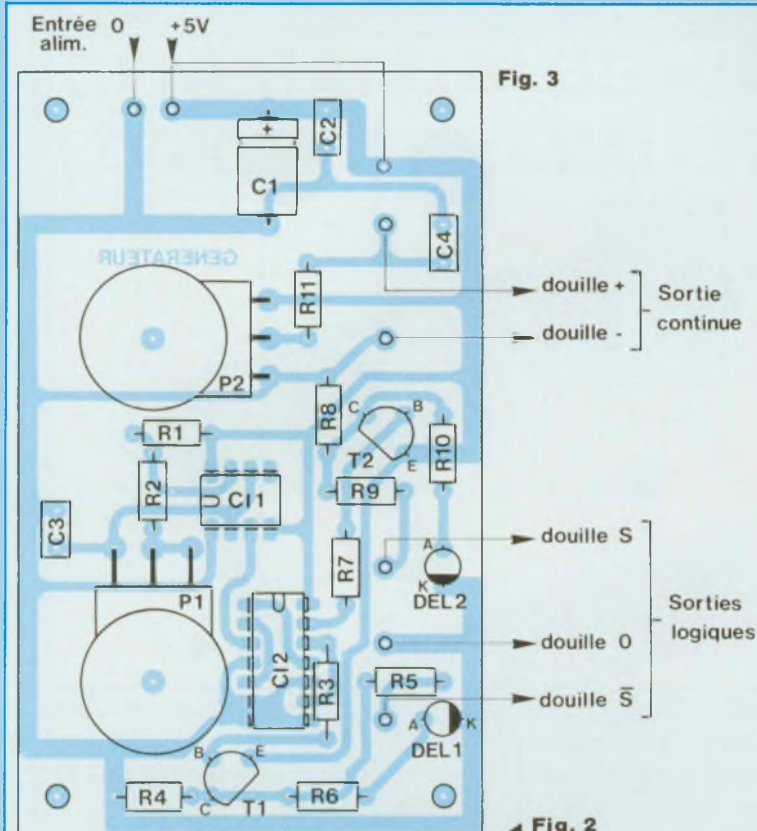 Entrée alim.
0
+5V
Fig. 3
+
C1
C2
C4
GENERATEUR
R11
douille +
douille -
Sortie continue
P2
R1
R2
C3
CI1
R8
C
B
E
T2
R10
R9
R7
P1
A
K
DEL2
douille S
douille 0
douille S̅
Sorties logiques
CI2
R3
R5
A
K
DEL1
B
E
C
T1
R4
R6
Fig. 2